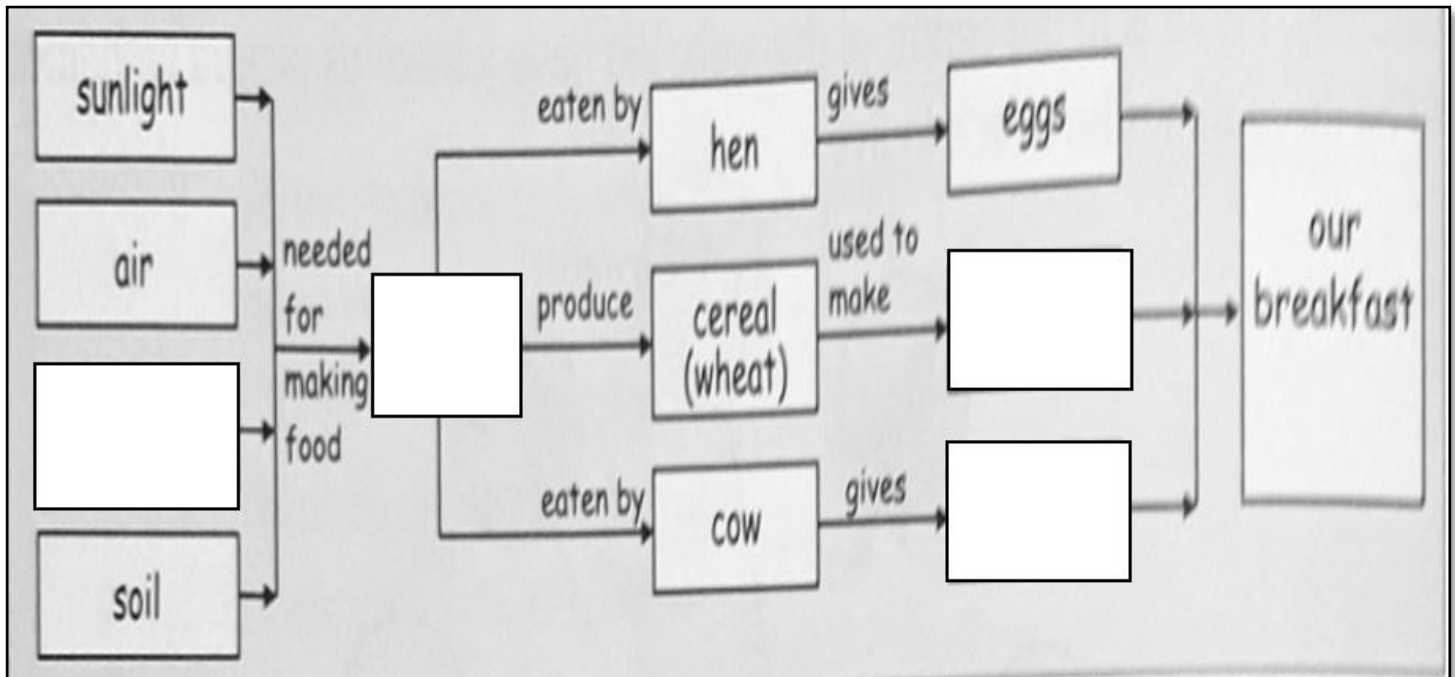 sunlight
air
soil
needed
for
making
food
eaten by
hen
gives
eggs
produce
cereal
(wheat)
used to
make
eaten by
cow
gives
our
breakfast